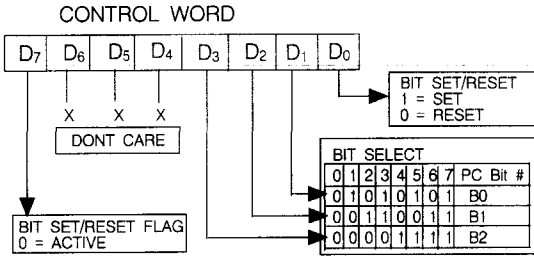 CONTROL WORD
D7 D6 D5 D4 D3 D2 D1 D0
X X X
DONT CARE
BIT SET/RESET
1 = SET
0 = RESET
BIT SELECT
0 1 2 3 4 5 6 7 PC Bit #
0 1 0 1 0 1 0 1 B0
0 0 1 1 0 0 1 1 B1
0 0 0 0 1 1 1 1 B2
BIT SET/RESET FLAG
0 = ACTIVE